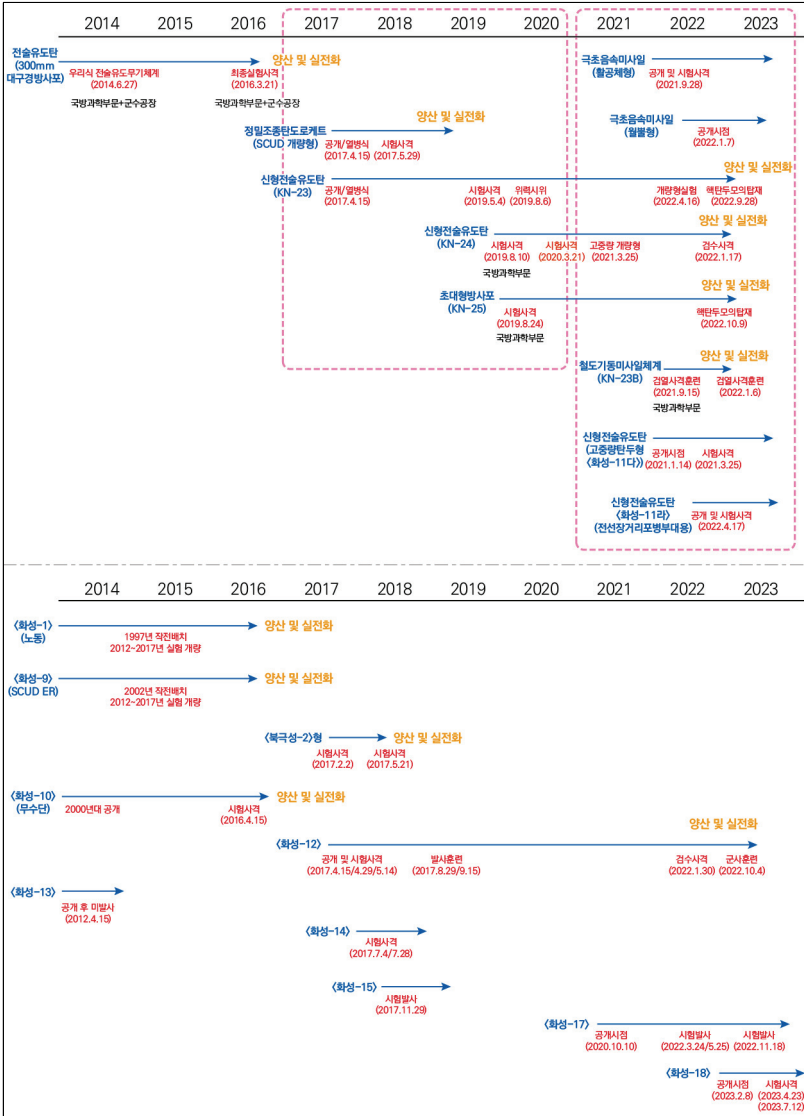 2014 2015 2016 2017 2018 2019 2020 2021 2022 2023
전술유도탄
(300mm
대구경방사포)
우리식 전술유도무기체계
(2014.6.27)
국방과학부문+군수공장
최종실험사격
(2016.3.21)
국방과학부문+군수공장
양산 및 실전화
극초음속미사일
(활공체형)
공개 및 시험사격
(2021.9.28)
정밀조종탄도로케트
(SCUD 개량형)
공개/열병식
(2017.4.15)
시험사격
(2017.5.29)
양산 및 실전화
극초음속미사일
(월뿔형)
공개시점
(2022.1.7)
신형전술유도탄
(KN-23)
공개/열병식
(2017.4.15)
시험사격
(2019.5.4)
위력시위
(2019.8.6)
개량형실험
(2022.4.16)
핵탄두모의탑재
(2022.9.28)
양산 및 실전화
신형전술유도탄
(KN-24)
시험사격
(2019.8.10)
국방과학부문
시험사격
(2020.3.21)
고중량 개량형
(2021.3.25)
검수사격
(2022.1.17)
양산 및 실전화
초대형방사포
(KN-25)
시험사격
(2019.8.24)
국방과학부문
핵탄두모의탑재
(2022.10.9)
양산 및 실전화
철도기동미사일체계
(KN-23B)
검열사격훈련
(2021.9.15)
국방과학부문
검열사격훈련
(2022.1.6)
양산 및 실전화
신형전술유도탄
(고중량탄두형
〈화성-11다〉)
공개시점
(2021.1.14)
시험사격
(2021.3.25)
신형전술유도탄
〈화성-11라〉
(전선장거리포병부대용)
공개 및 시험사격
(2022.4.17)
2014 2015 2016 2017 2018 2019 2020 2021 2022 2023
〈화성-1〉
(노동)
1997년 작전배치
2012~2017년 실험 개량
양산 및 실전화
〈화성-9〉
(SCUD ER)
2002년 작전배치
2012~2017년 실험 개량
양산 및 실전화
〈북극성-2〉형
시험사격
(2017.2.2)
시험사격
(2017.5.21)
양산 및 실전화
〈화성-10〉
(무수단)
2000년대 공개
시험사격
(2016.4.15)
양산 및 실전화
〈화성-12〉
공개 및 시험사격
(2017.4.15/4.29/5.14)
발사훈련
(2017.8.29/9.15)
검수사격
(2022.1.30)
군사훈련
(2022.10.4)
양산 및 실전화
〈화성-13〉
공개 후 미발사
(2012.4.15)
〈화성-14〉
시험사격
(2017.7.4/7.28)
〈화성-15〉
시험발사
(2017.11.29)
〈화성-17〉
공개시점
(2020.10.10)
시험발사
(2022.3.24/5.25)
시험발사
(2022.11.18)
〈화성-18〉
공개시점
(2023.2.8)
시험사격
(2023.4.23)
(2023.7.12)